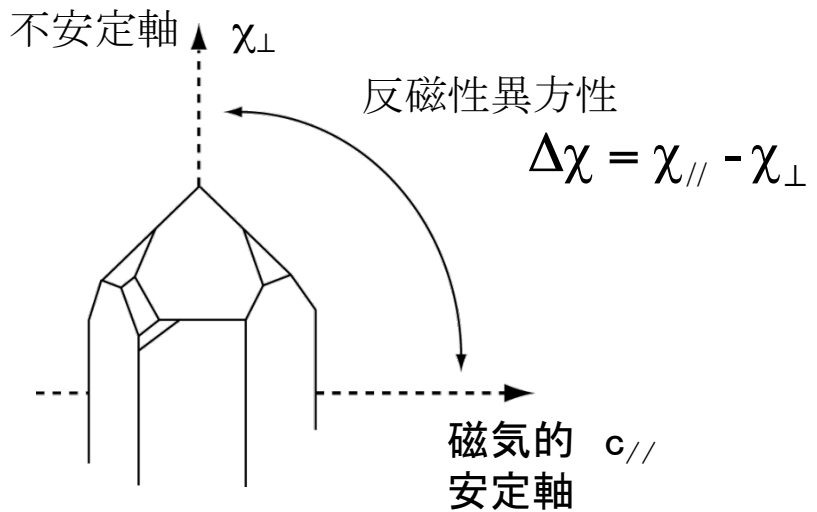 不安定軸 χ⊥
反磁性異方性
Δχ = χ// - χ⊥
磁気的 c//
安定軸